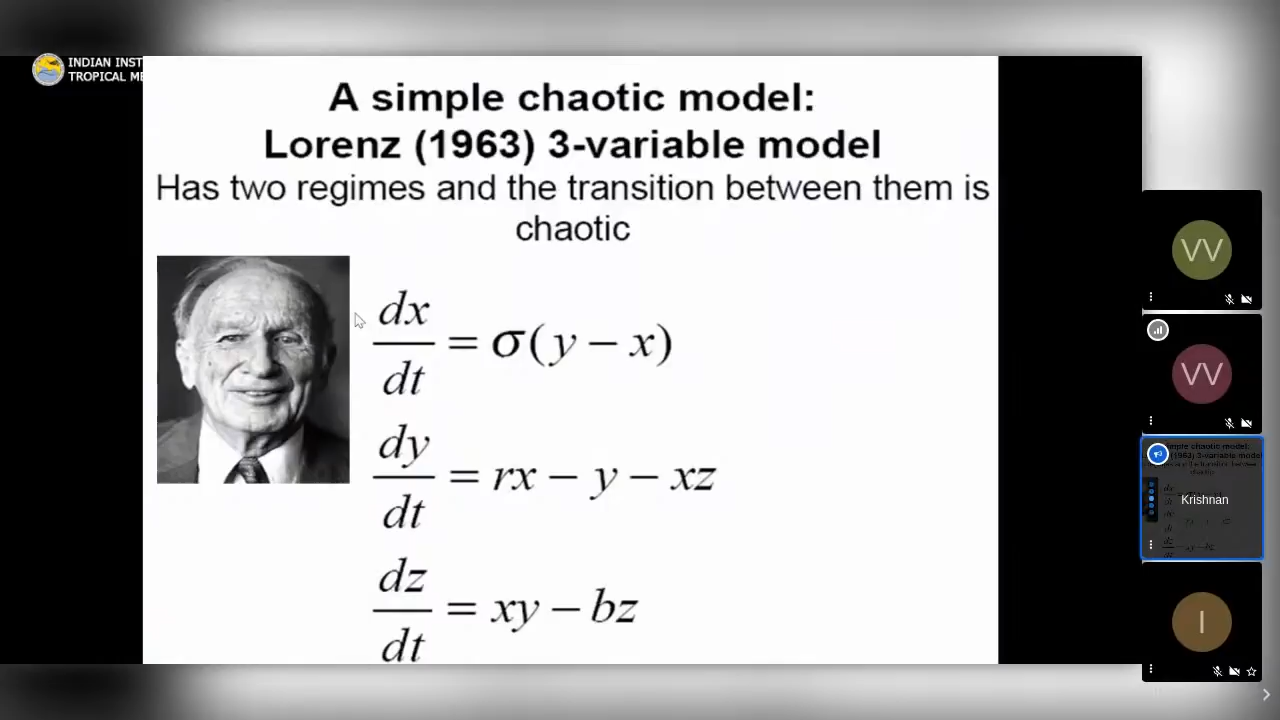 INDIAN INST
TROPICAL ME
A simple chaotic model:
Lorenz (1963) 3-variable model
Has two regimes and the transition between them is
chaotic
dx/dt = σ(y − x)
dy/dt = rx − y − xz
dz/dt = xy − bz
VV
VV
Krishnan
I